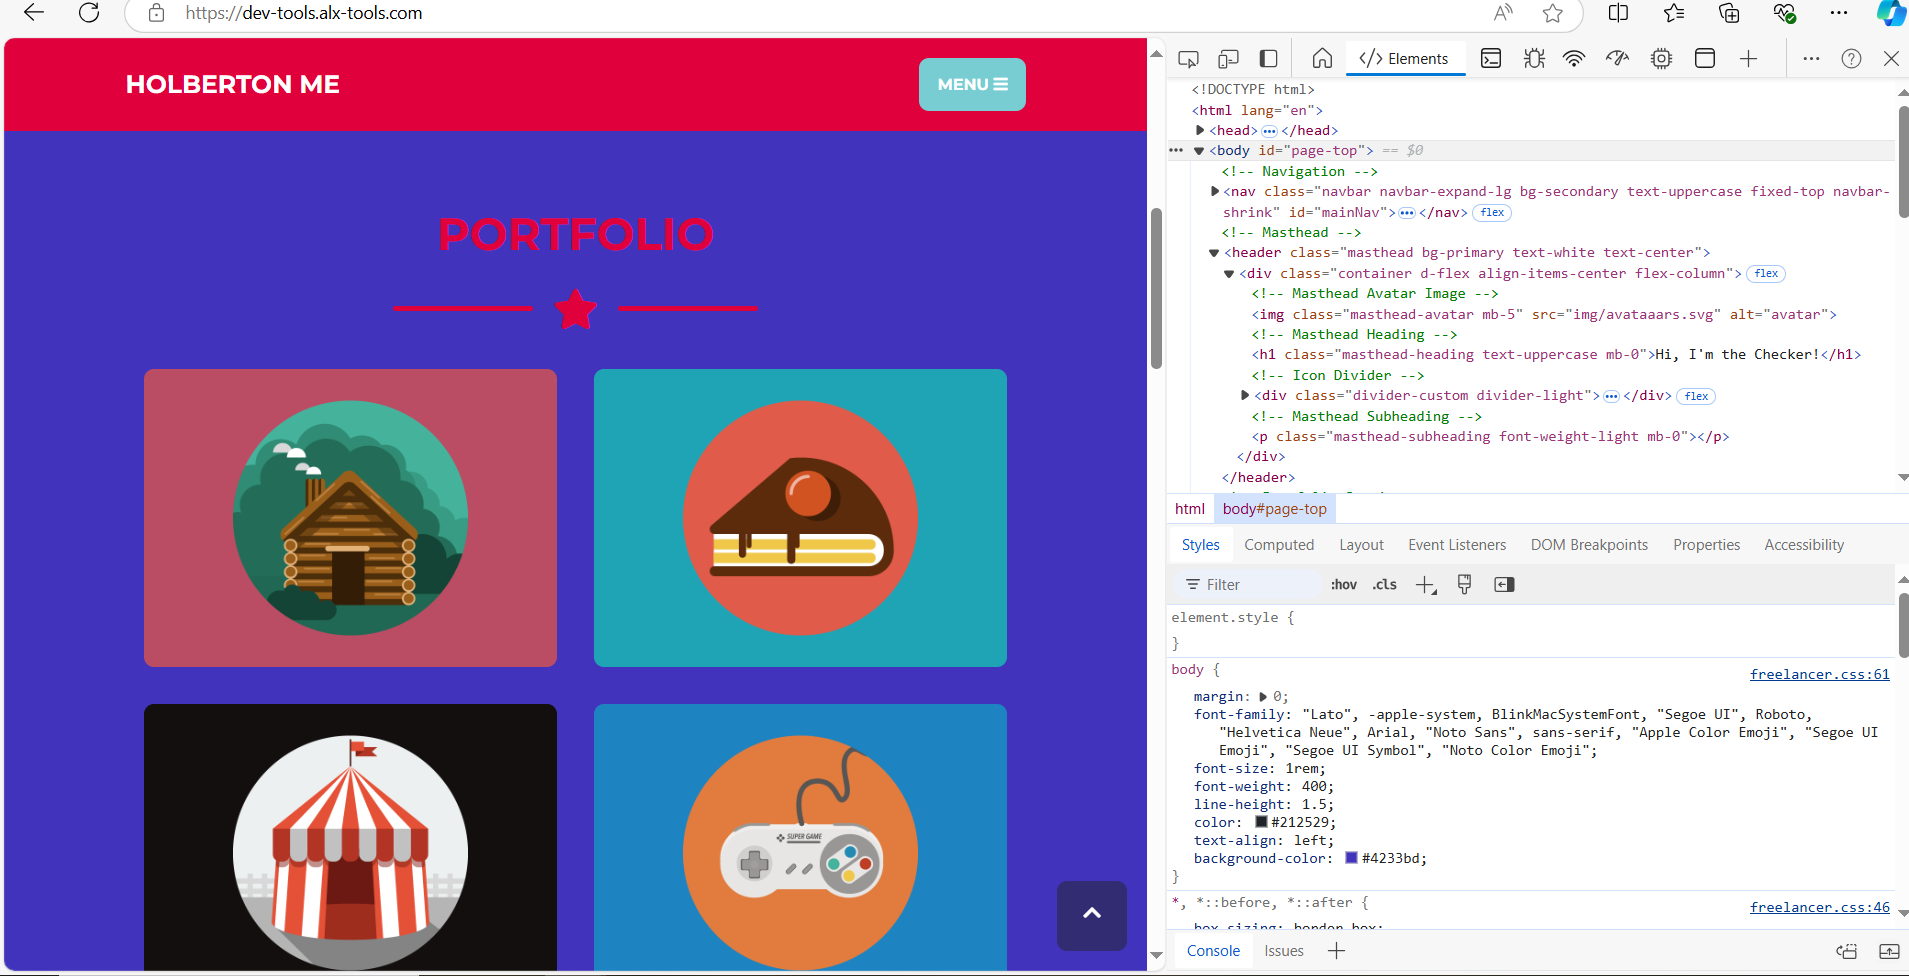 https://dev-tools.alx-tools.com
HOLBERTON ME
MENU
PORTFOLIO
SUPER GAME
Elements
<!DOCTYPE html>
<html lang="en">
<head> ••• </head>
••• <body id="page-top"> == $0
<!-- Navigation -->
<nav class="navbar navbar-expand-lg bg-secondary text-uppercase fixed-top navbar-
shrink" id="mainNav"> ••• </nav> flex
<!-- Masthead -->
<header class="masthead bg-primary text-white text-center">
<div class="container d-flex align-items-center flex-column"> flex
<!-- Masthead Avatar Image -->
<img class="masthead-avatar mb-5" src="img/avataaars.svg" alt="avatar">
<!-- Masthead Heading -->
<h1 class="masthead-heading text-uppercase mb-0">Hi, I'm the Checker!</h1>
<!-- Icon Divider -->
<div class="divider-custom divider-light"> ••• </div> flex
<!-- Masthead Subheading -->
<p class="masthead-subheading font-weight-light mb-0"></p>
</div>
</header>
html body#page-top
Styles Computed Layout Event Listeners DOM Breakpoints Properties Accessibility
Filter :hov .cls
element.style {
}
body { freelancer.css:61
margin: 0;
font-family: "Lato", -apple-system, BlinkMacSystemFont, "Segoe UI", Roboto,
"Helvetica Neue", Arial, "Noto Sans", sans-serif, "Apple Color Emoji", "Segoe UI
Emoji", "Segoe UI Symbol", "Noto Color Emoji";
font-size: 1rem;
font-weight: 400;
line-height: 1.5;
color: #212529;
text-align: left;
background-color: #4233bd;
}
*, *::before, *::after { freelancer.css:46
box-sizing: border-box;
Console Issues